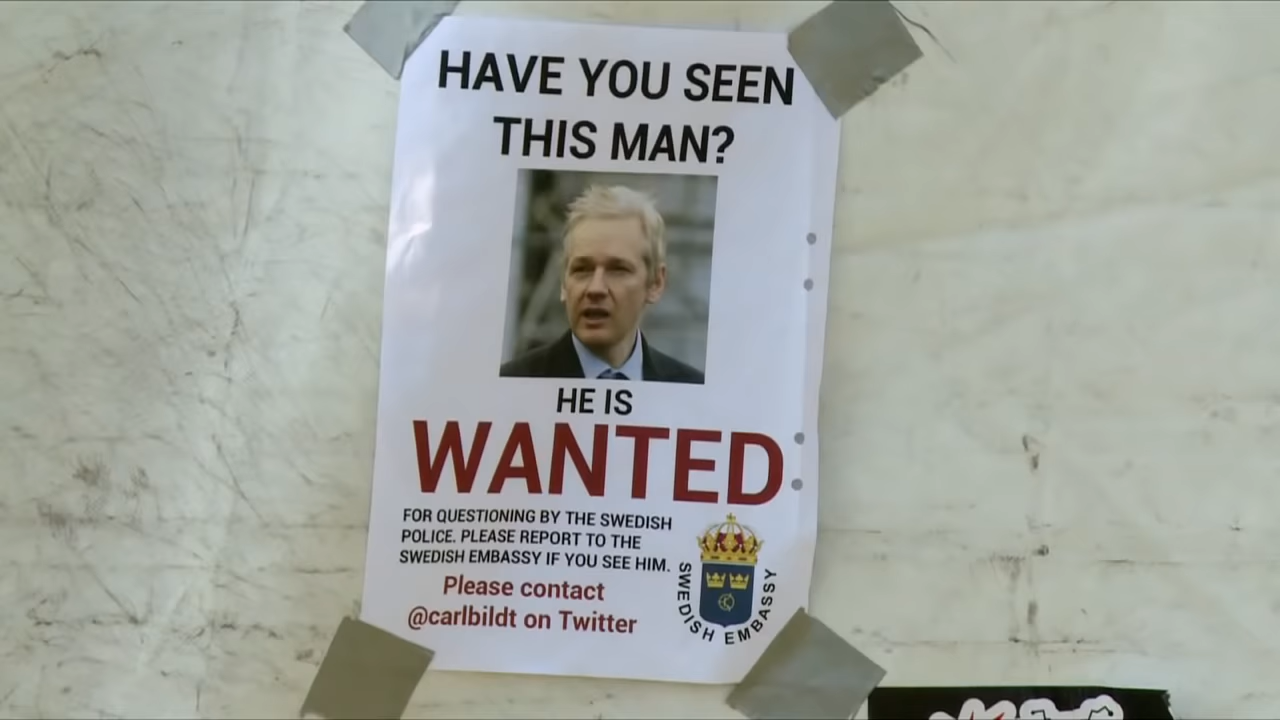 HAVE YOU SEEN
THIS MAN?
HE IS
WANTED
FOR QUESTIONING BY THE SWEDISH
POLICE. PLEASE REPORT TO THE
SWEDISH EMBASSY IF YOU SEE HIM.
Please contact
@carlbildt on Twitter
SWEDISH EMBASSY